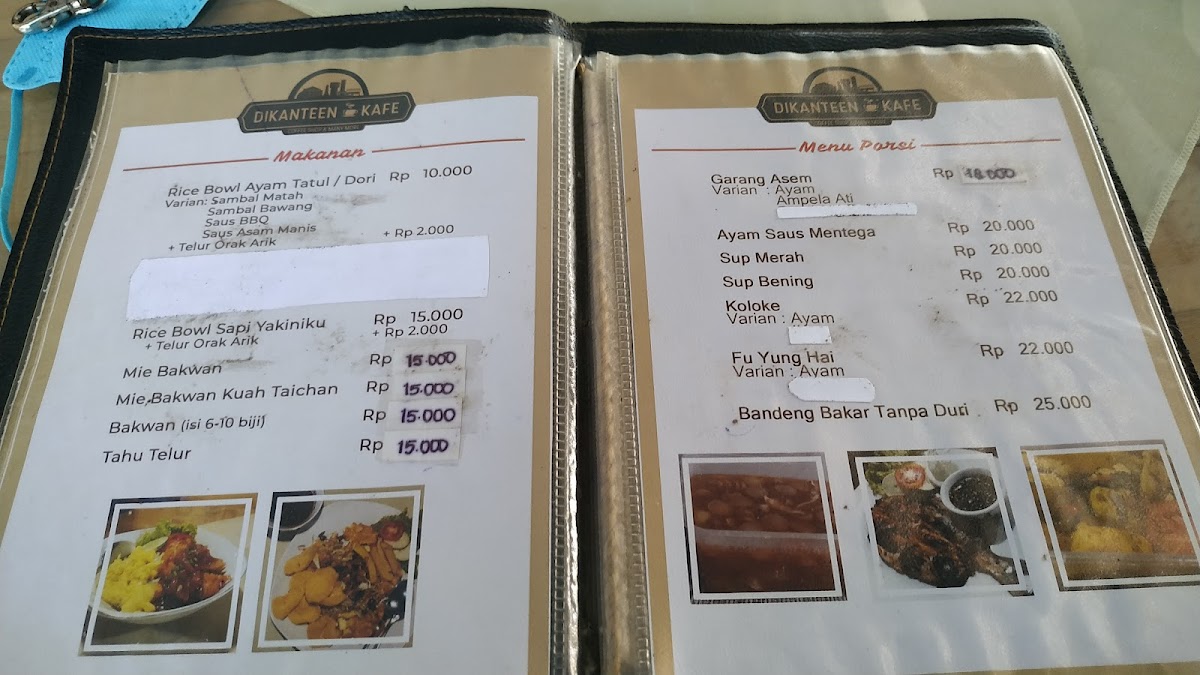 DIKANTEEN KAFE
Makanan
Rice Bowl Ayam Tatul / Dori Rp 10.000
Varian: Sambal Matah
Sambal Bawang
Saus BBQ
Saus Asam Manis
+ Telur Orak Arik + Rp 2.000
Rice Bowl Sapi Yakiniku Rp 15.000
+ Telur Orak Arik + Rp 2.000
Mie Bakwan Rp 15.000
Mie Bakwan Kuah Taichan Rp 15.000
Bakwan (isi 6-10 biji) Rp 15.000
Tahu Telur Rp 15.000
DIKANTEEN KAFE
Menu Porsi
Garang Asem Rp 18.000
Varian : Ayam
Ampela Ati
Ayam Saus Mentega Rp 20.000
Sup Merah Rp 20.000
Sup Bening Rp 20.000
Koloke Rp 22.000
Varian : Ayam
Fu Yung Hai Rp 22.000
Varian : Ayam
Bandeng Bakar Tanpa Duri Rp 25.000